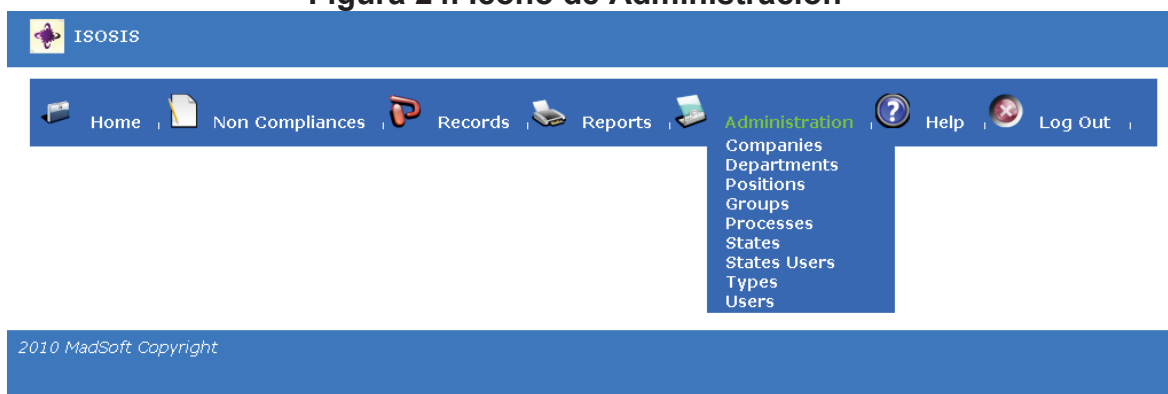 ISOSIS
Home Non Compliances Records Reports Administration Help Log Out
Companies
Departments
Positions
Groups
Processes
States
States Users
Types
Users
2010 MadSoft Copyright